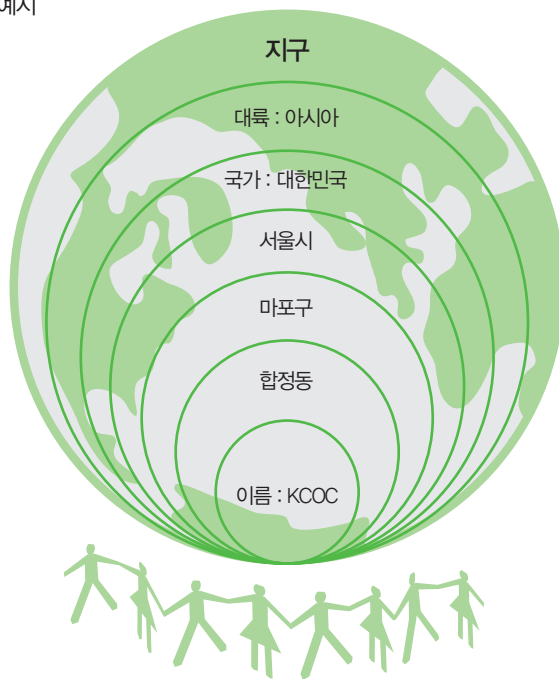 예시
지구
대륙 : 아시아
국가 : 대한민국
서울시
마포구
합정동
이름 : KCOC